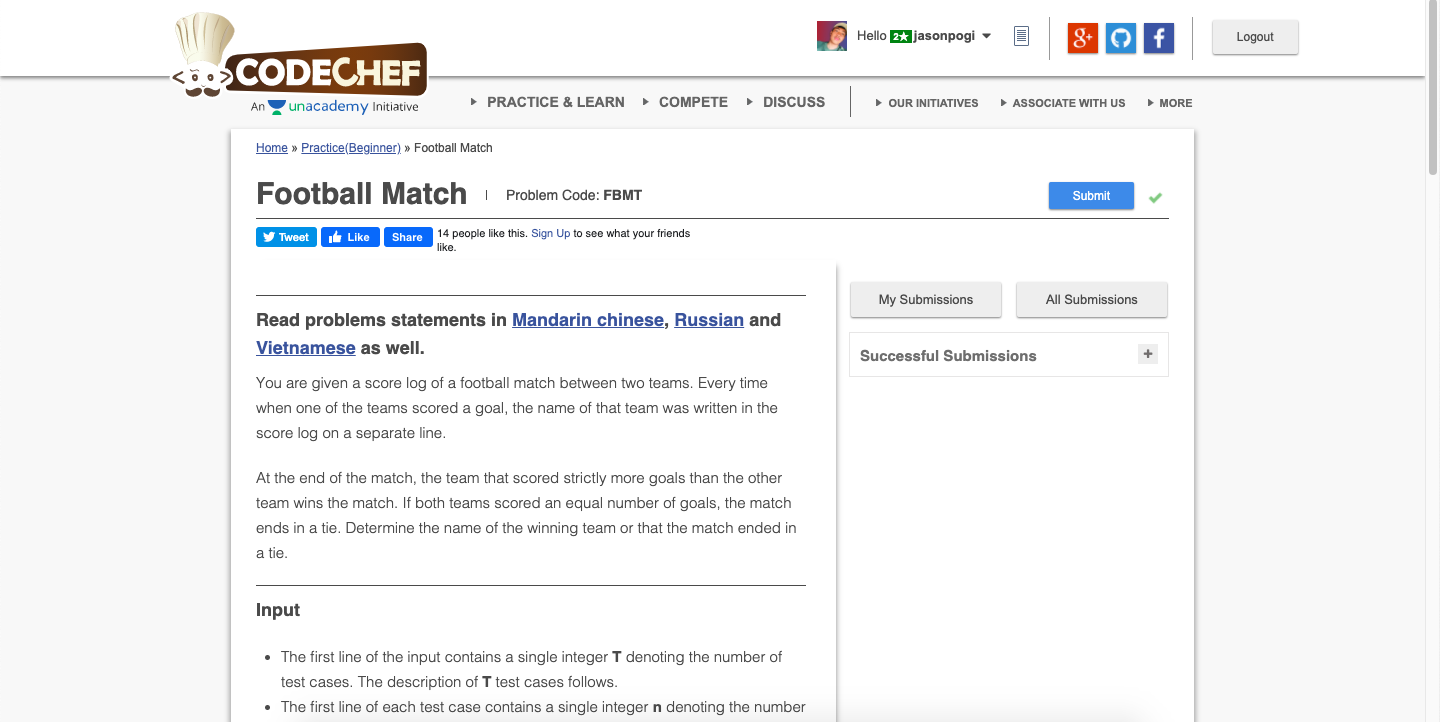 CODECHEF
An unacademy Initiative
Hello 2★ jasonpogi
g+
f
Logout
PRACTICE & LEARN
COMPETE
DISCUSS
OUR INITIATIVES
ASSOCIATE WITH US
MORE
Home » Practice(Beginner) » Football Match
Football Match
Problem Code: FBMT
Submit
Tweet
Like
Share
14 people like this. Sign Up to see what your friends
like.
Read problems statements in Mandarin chinese, Russian and
Vietnamese as well.
You are given a score log of a football match between two teams. Every time
when one of the teams scored a goal, the name of that team was written in the
score log on a separate line.
At the end of the match, the team that scored strictly more goals than the other
team wins the match. If both teams scored an equal number of goals, the match
ends in a tie. Determine the name of the winning team or that the match ended in
a tie.
Input
• The first line of the input contains a single integer T denoting the number of
test cases. The description of T test cases follows.
• The first line of each test case contains a single integer n denoting the number
My Submissions
All Submissions
Successful Submissions
+